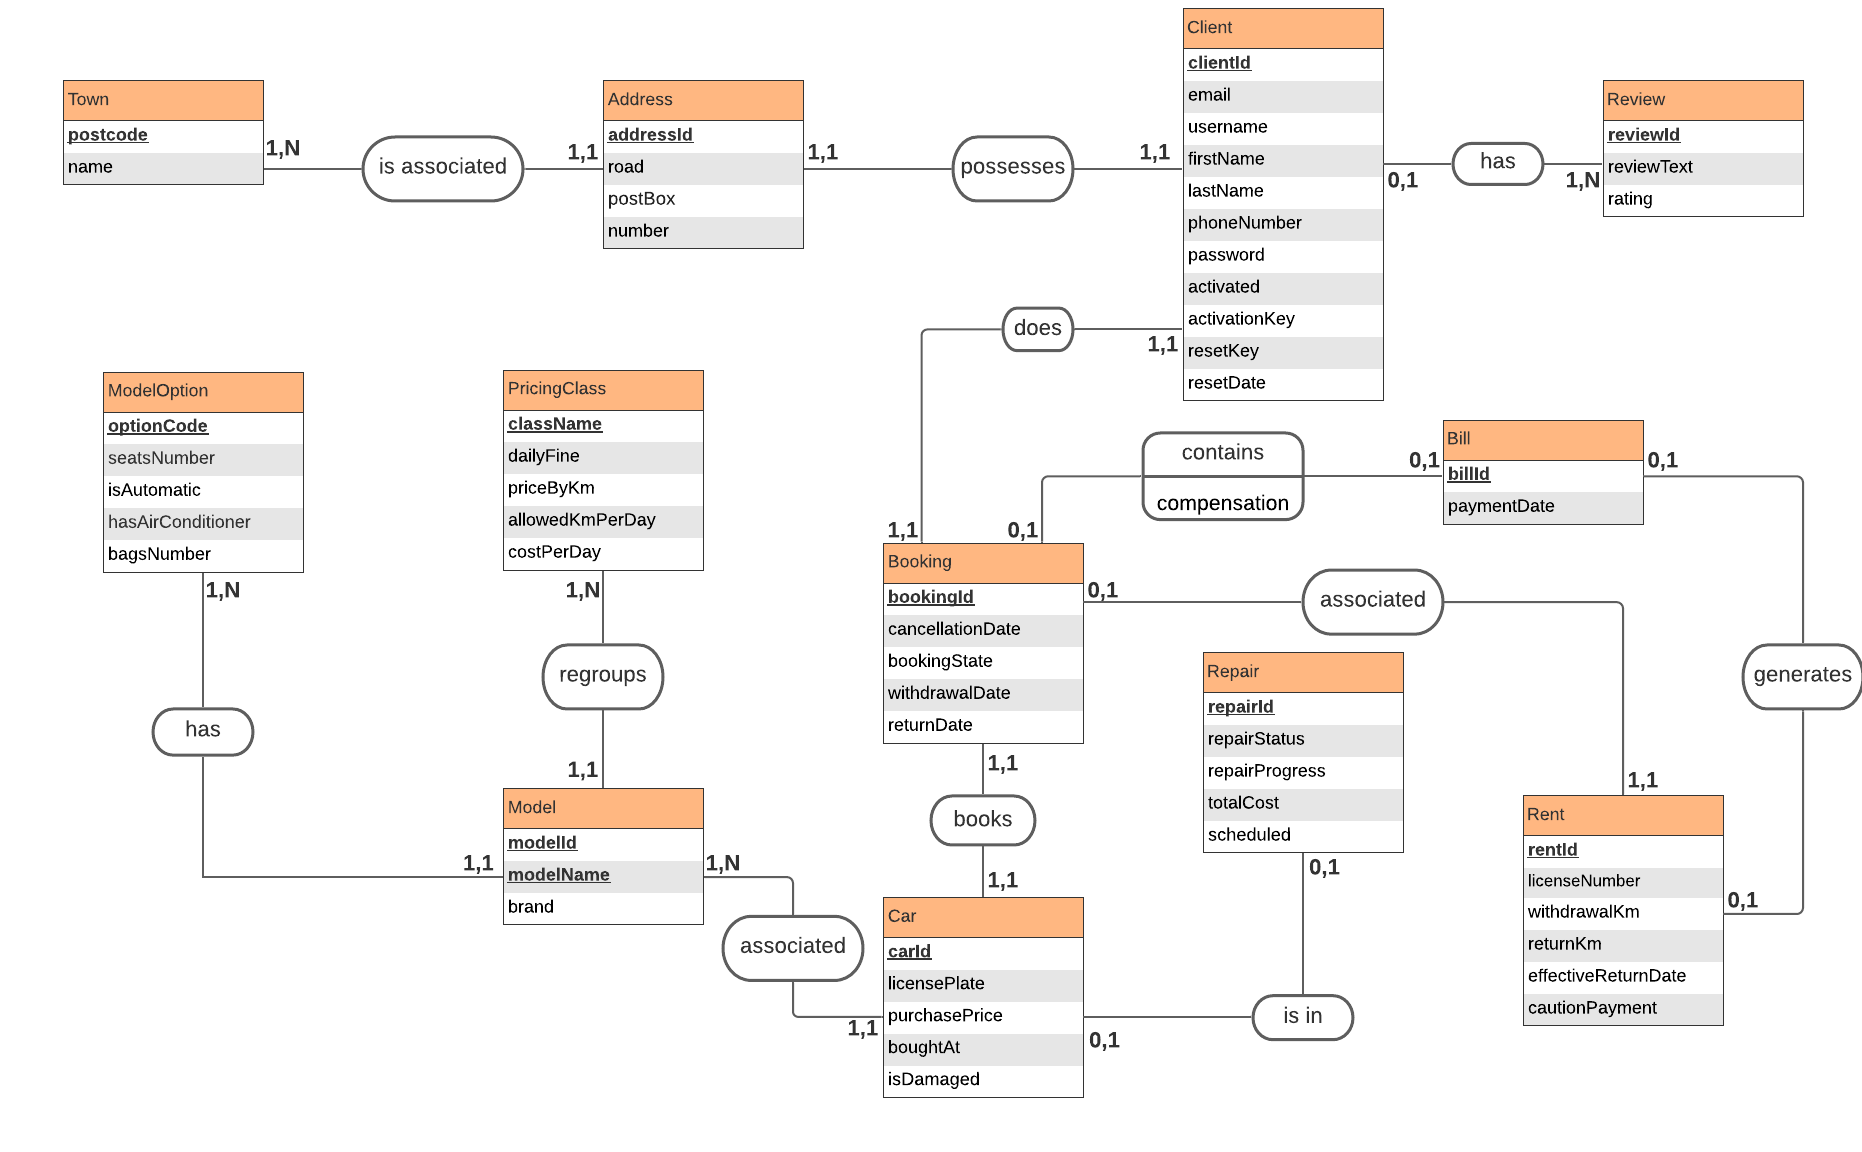 Town
postcode
name
1,N
is associated
1,1
Address
addressId
road
postBox
number
1,1
possesses
1,1
Client
clientId
email
username
firstName
lastName
phoneNumber
password
activated
activationKey
resetKey
resetDate
0,1
has
1,N
Review
reviewId
reviewText
rating
does
1,1
1,1
ModelOption
optionCode
seatsNumber
isAutomatic
hasAirConditioner
bagsNumber
1,N
has
1,1
PricingClass
className
dailyFine
priceByKm
allowedKmPerDay
costPerDay
1,N
regroups
1,1
Model
modelId
modelName
brand
1,N
associated
1,1
contains
compensation
0,1
0,1
Bill
billId
paymentDate
0,1
generates
0,1
Booking
bookingId
cancellationDate
bookingState
withdrawalDate
returnDate
0,1
associated
1,1
1,1
books
1,1
Repair
repairId
repairStatus
repairProgress
totalCost
scheduled
0,1
is in
0,1
Car
carId
licensePlate
purchasePrice
boughtAt
isDamaged
Rent
rentId
licenseNumber
withdrawalKm
returnKm
effectiveReturnDate
cautionPayment